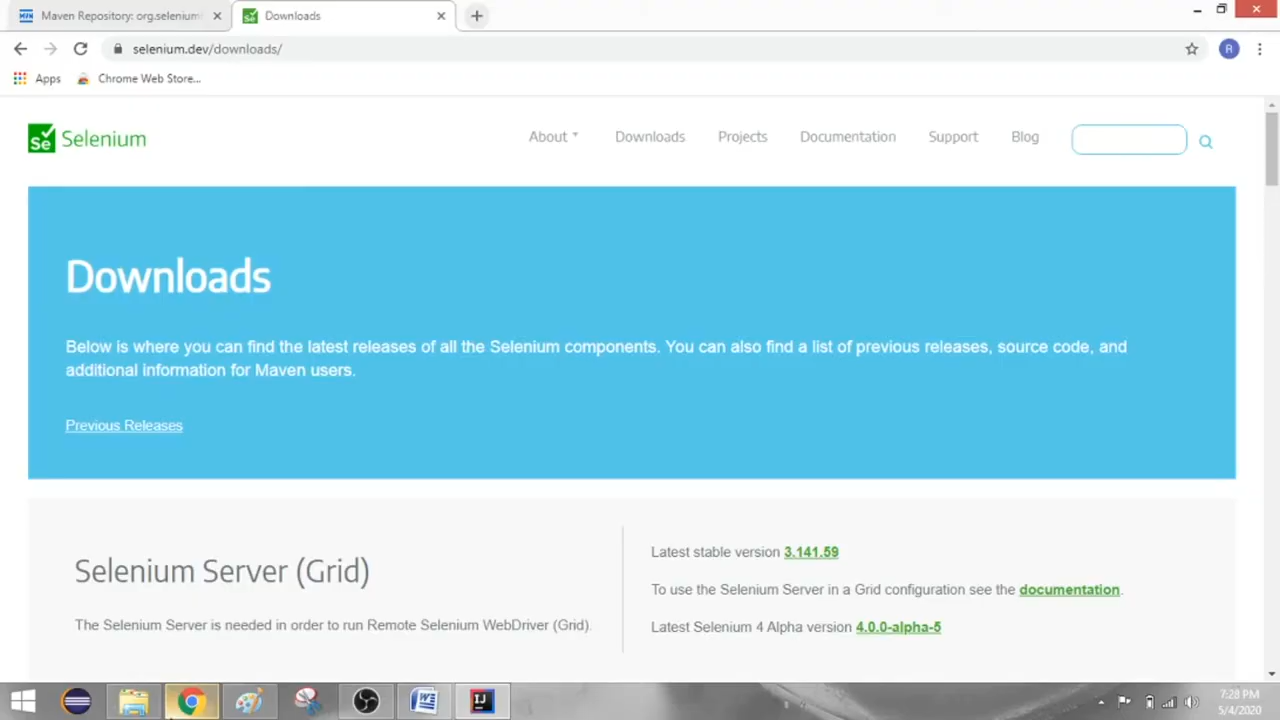 Maven Repository: org.selenium
Downloads
selenium.dev/downloads/
R
Apps
Chrome Web Store...
Se
Selenium
About
Downloads
Projects
Documentation
Support
Blog
Downloads
Below is where you can find the latest releases of all the Selenium components. You can also find a list of previous releases, source code, and
additional information for Maven users.
Previous Releases
Selenium Server (Grid)
The Selenium Server is needed in order to run Remote Selenium WebDriver (Grid).
Latest stable version 3.141.59
To use the Selenium Server in a Grid configuration see the documentation.
Latest Selenium 4 Alpha version 4.0.0-alpha-5
7:28 PM
5/4/2020